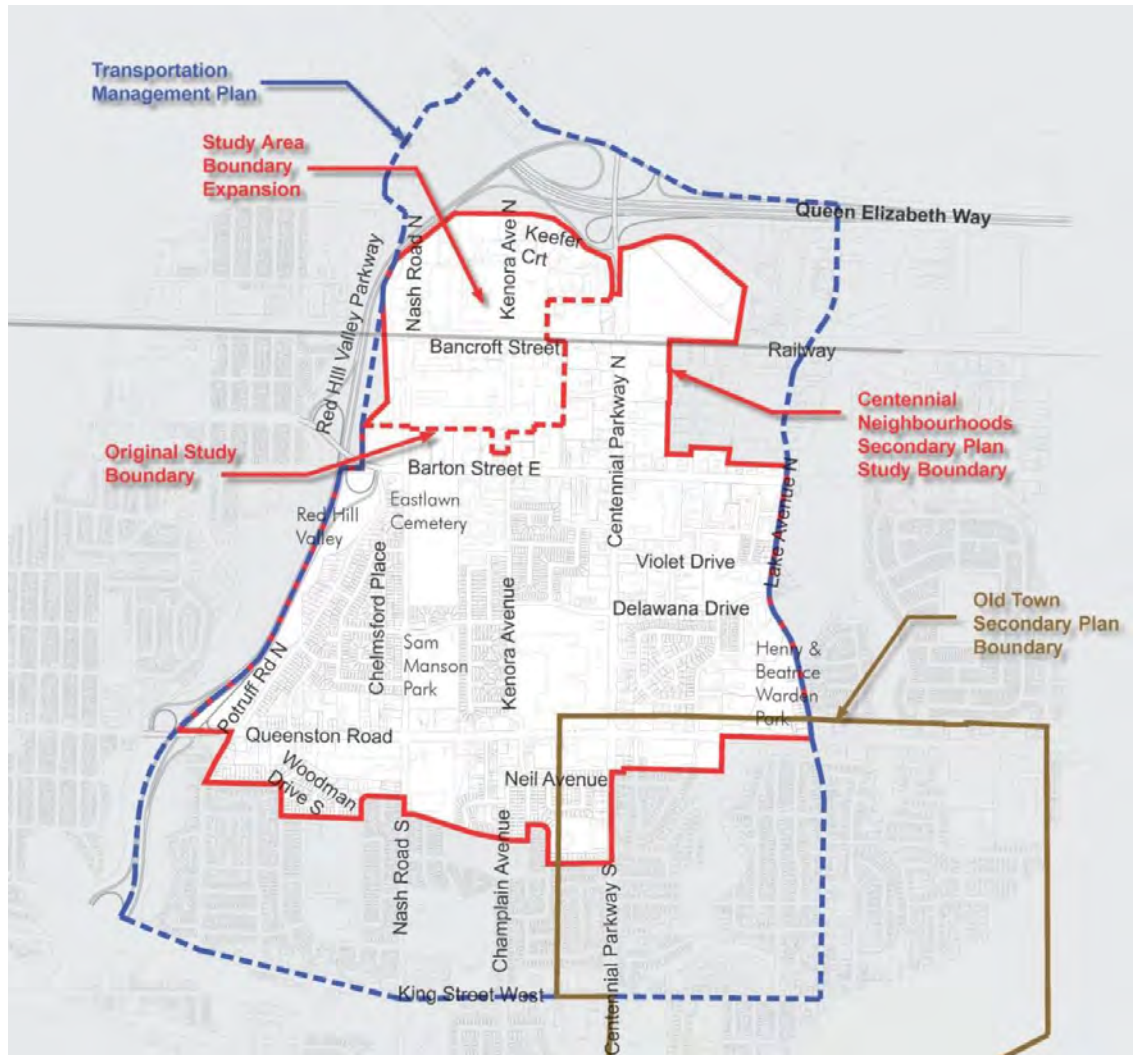 Transportation
Management Plan
Study Area
Boundary
Expansion
Queen Elizabeth Way
Nash Road N
Kenora Ave N
Keefer
Crt
Red Hill Valley Parkway
Bancroft Street
Railway
Centennial Parkway N
Centennial
Neighbourhoods
Secondary Plan
Study Boundary
Original Study
Boundary
Barton Street E
Lake Avenue N
Red Hill
Valley
Eastlawn
Cemetery
Violet Drive
Chelmsford Place
Kenora Avenue
Delawana Drive
Old Town
Secondary Plan
Boundary
Sam
Manson
Park
Henry &
Beatrice
Warden
Park
Potruff Rd N
Queenston Road
Woodman
Drive S
Neil Avenue
Nash Road S
Champlain Avenue
Centennial Parkway S
King Street West